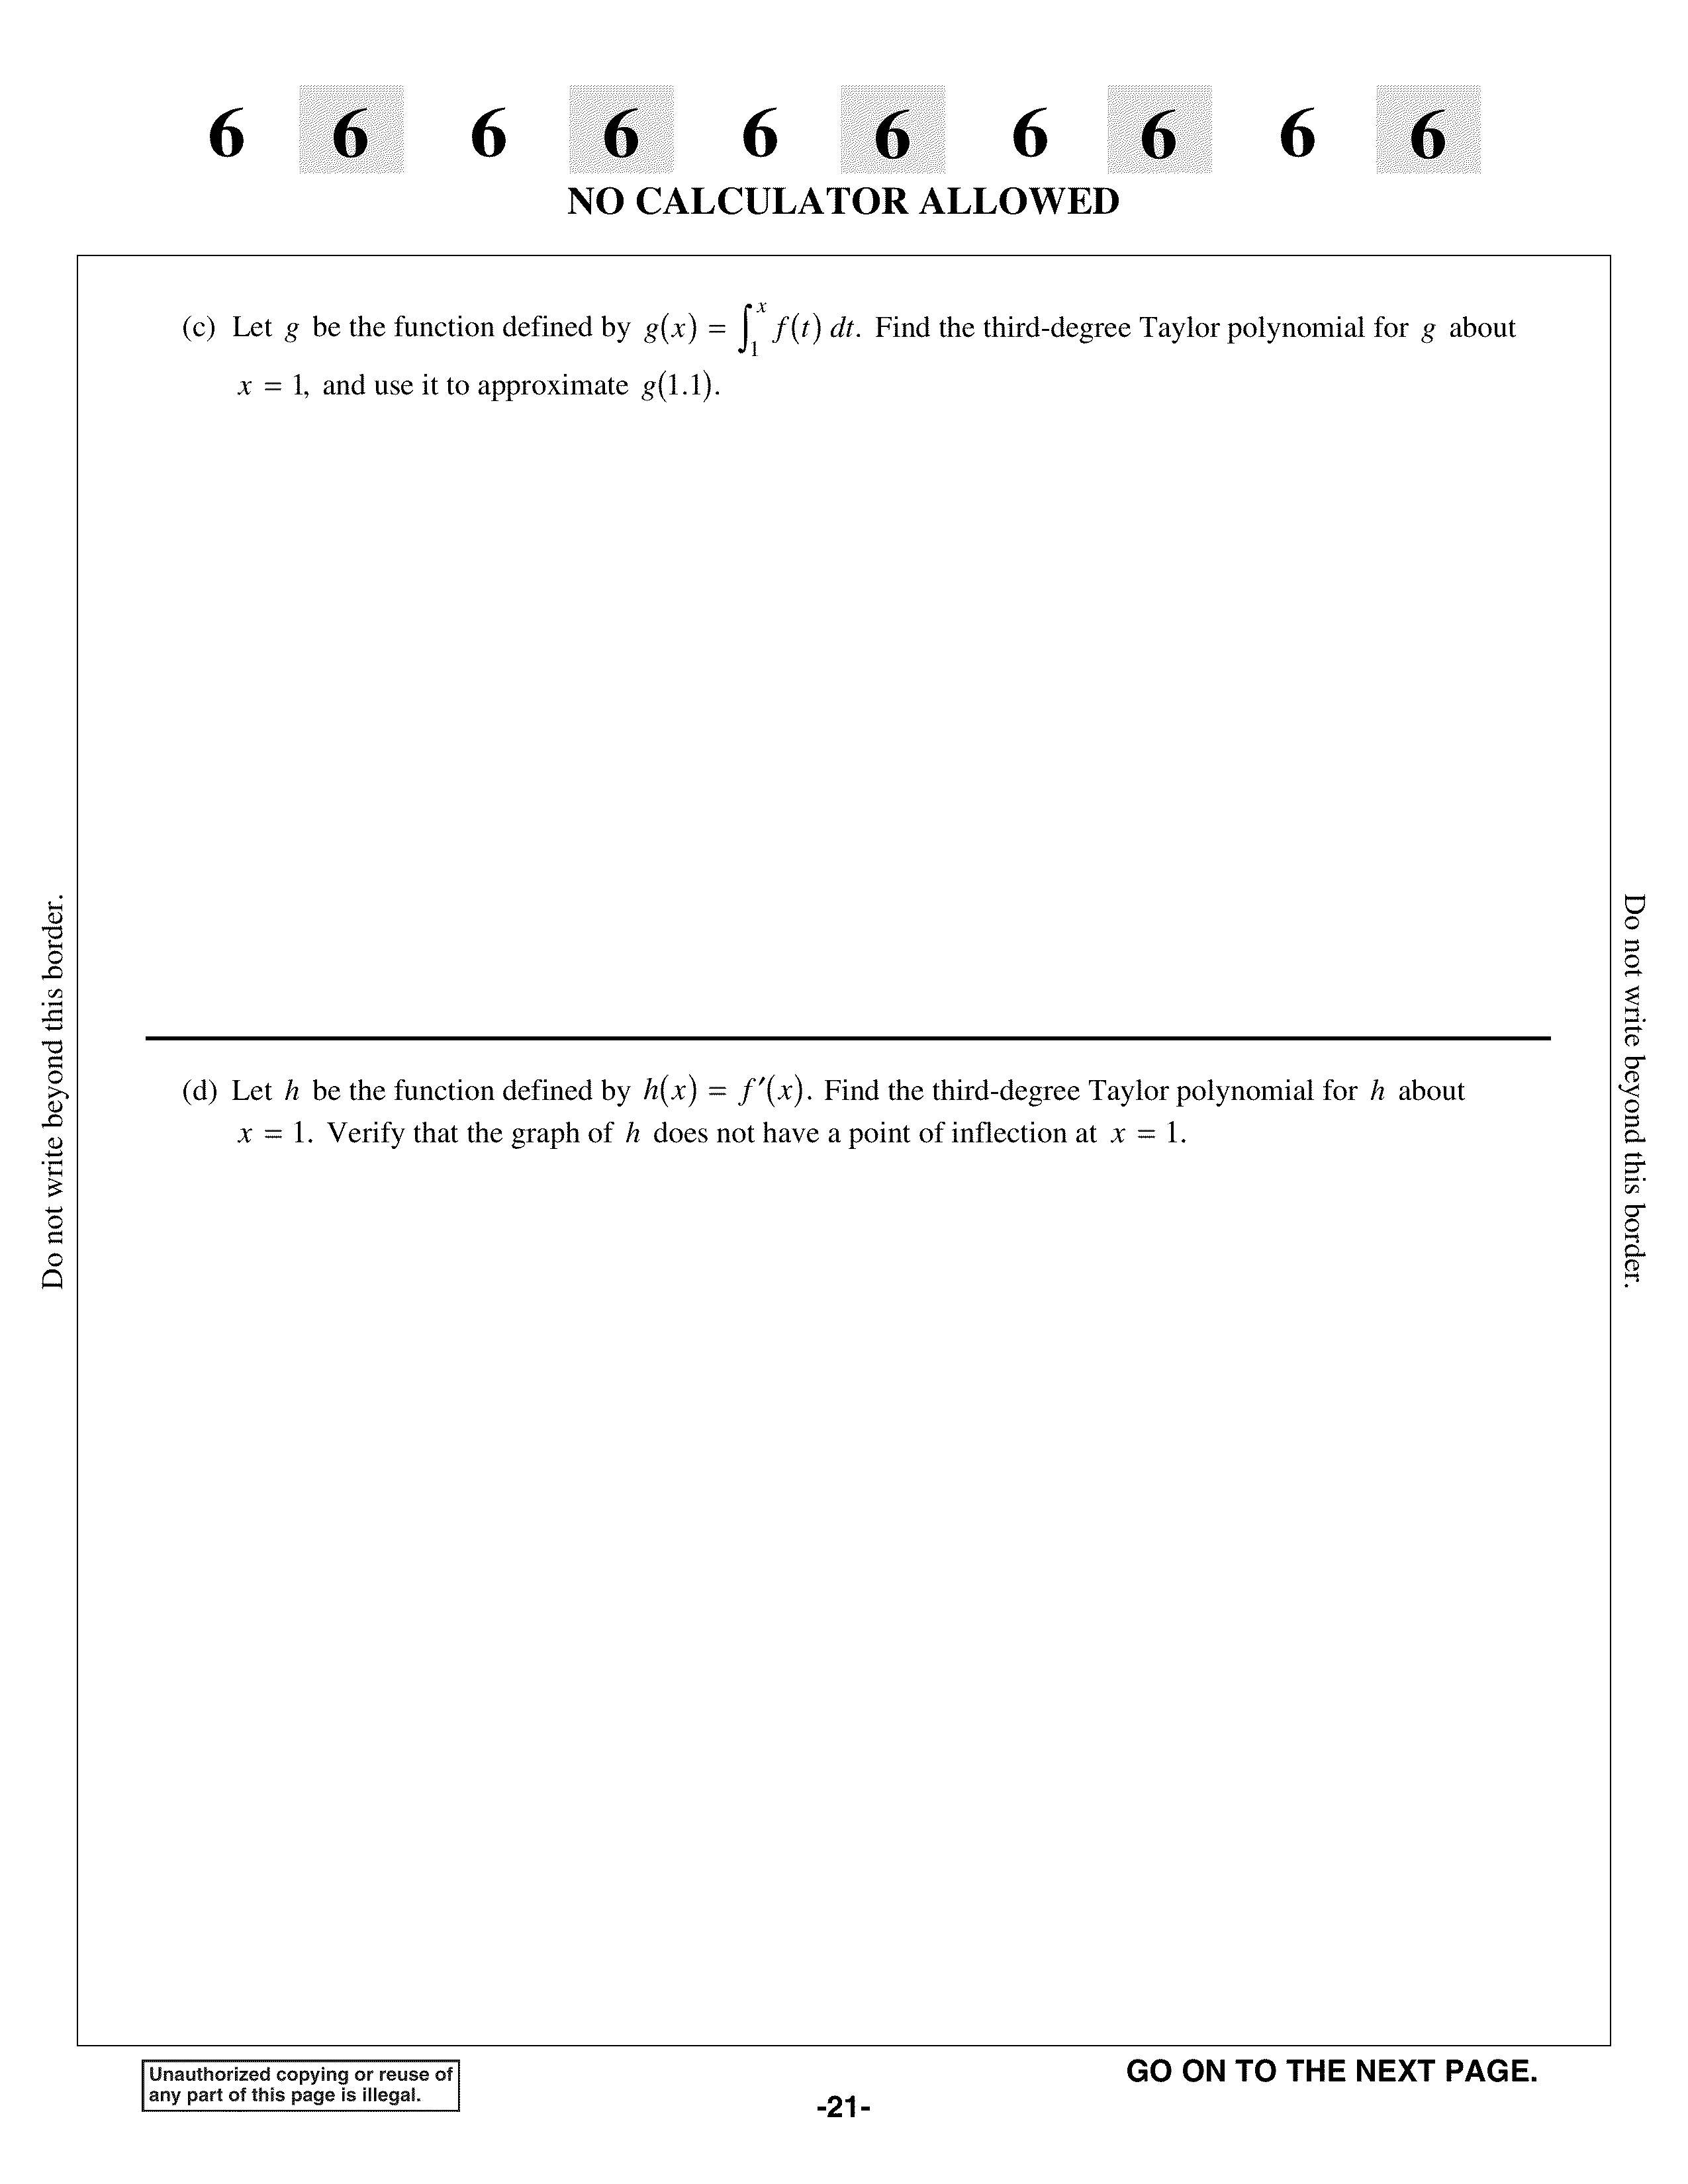 6 6 6 6 6 6 6 6 6 6
NO CALCULATOR ALLOWED
(c) Let g be the function defined by g(x) = ∫₁ˣ f(t) dt. Find the third-degree Taylor polynomial for g about
x = 1, and use it to approximate g(1.1).
Do not write beyond this border.
Do not write beyond this border.
(d) Let h be the function defined by h(x) = f′(x). Find the third-degree Taylor polynomial for h about
x = 1. Verify that the graph of h does not have a point of inflection at x = 1.
Unauthorized copying or reuse of
any part of this page is illegal.
GO ON TO THE NEXT PAGE.
-21-